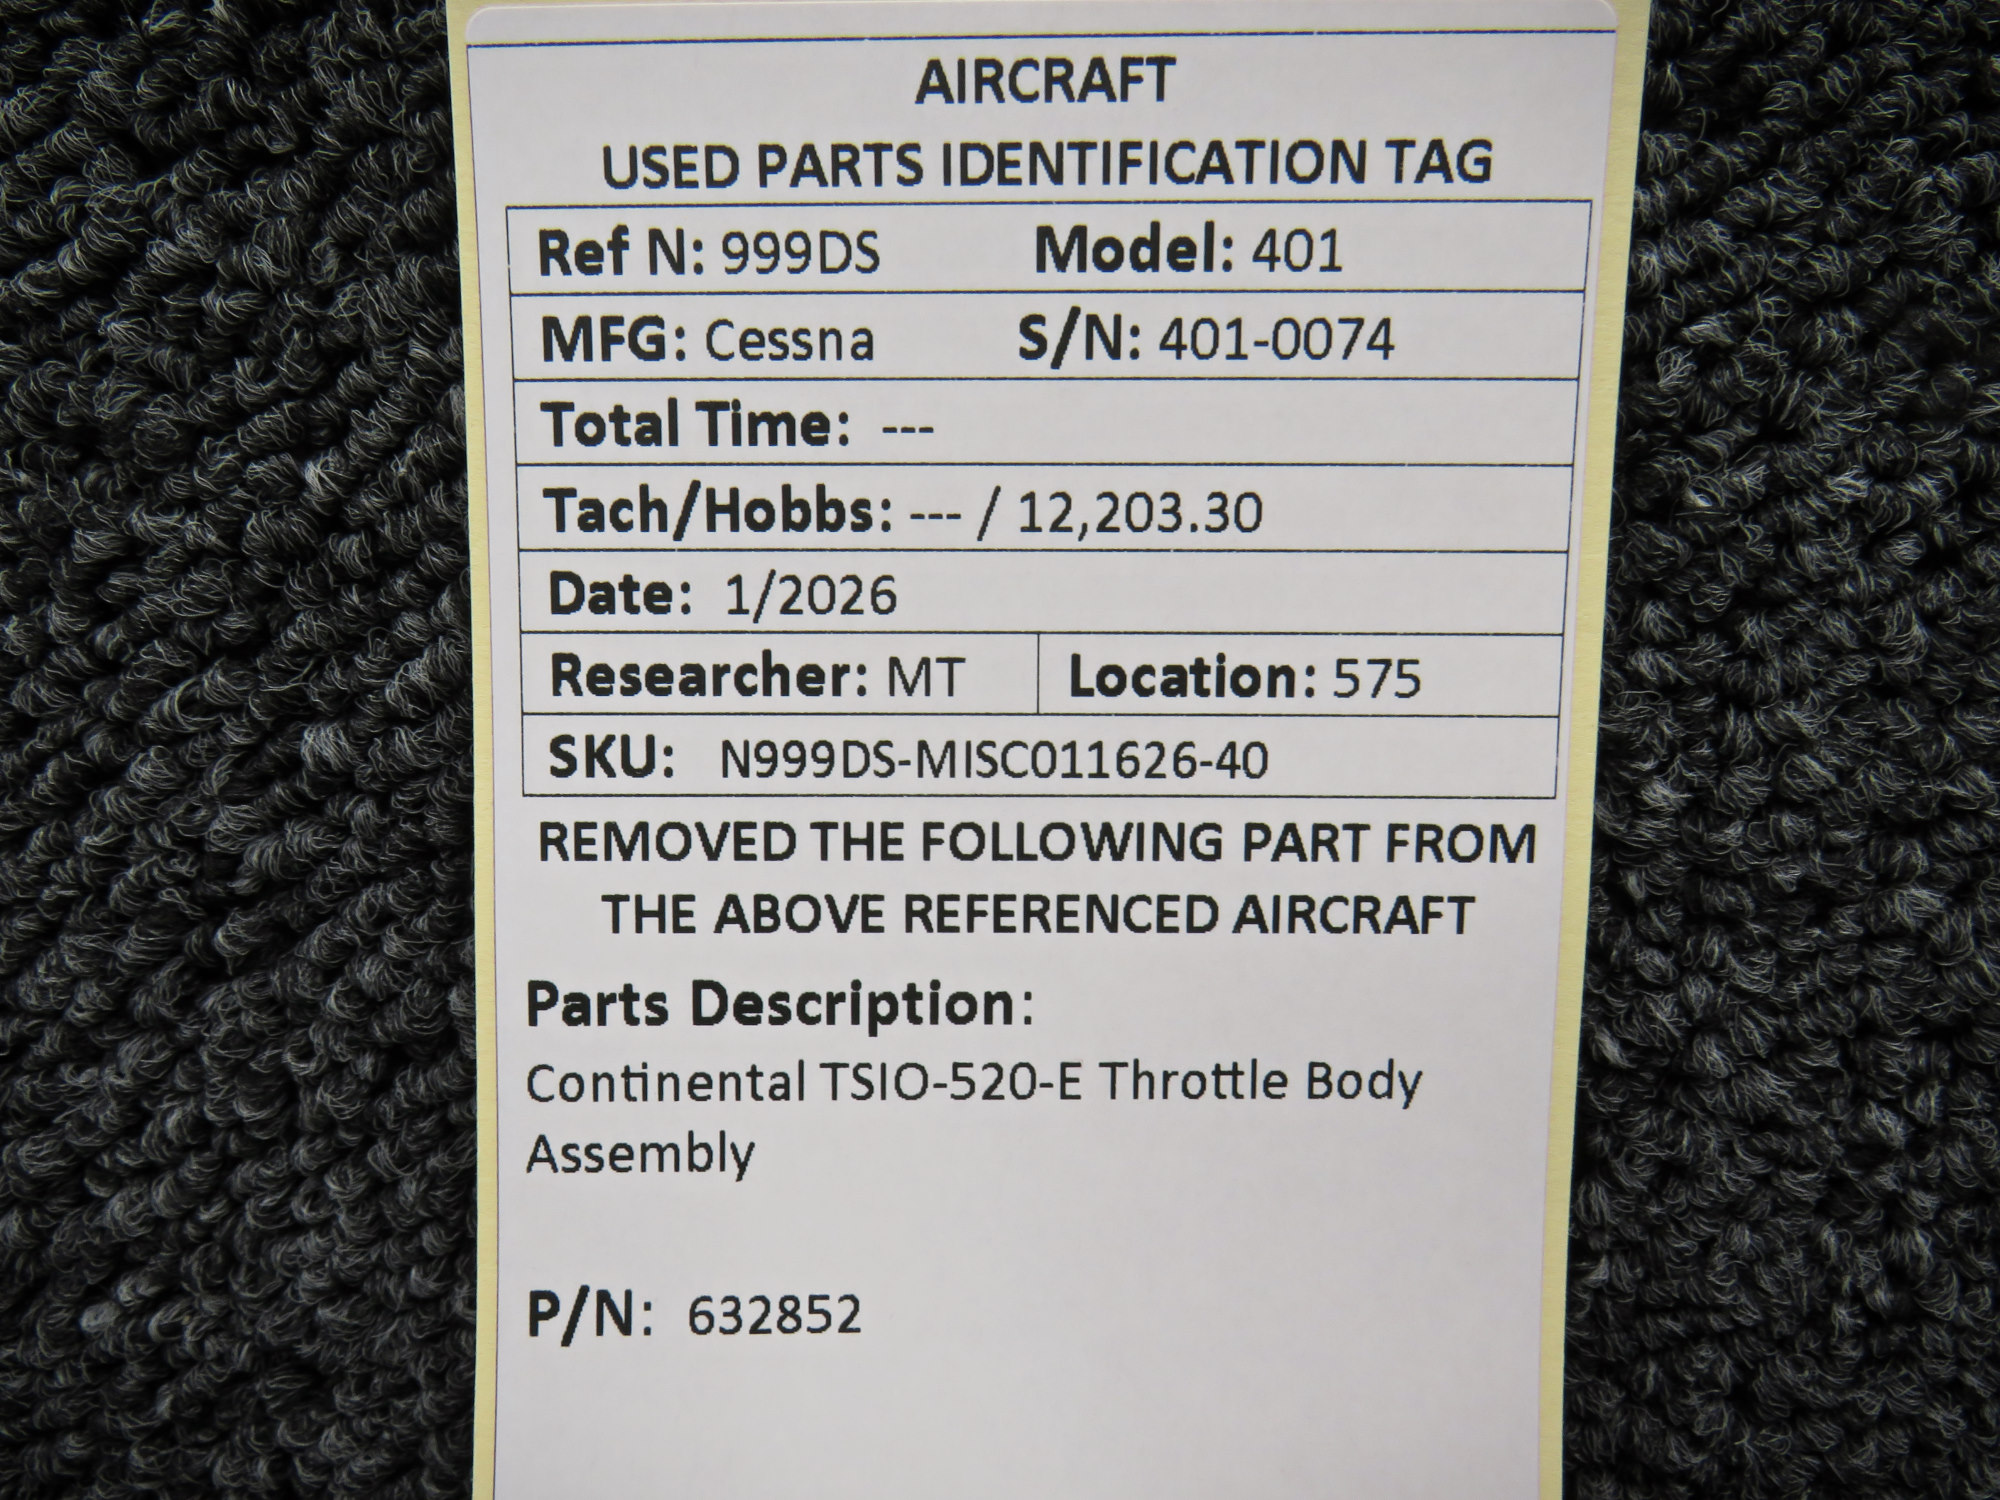 AIRCRAFT
USED PARTS IDENTIFICATION TAG
Ref N: 999DS Model: 401
MFG: Cessna S/N: 401-0074
Total Time: ---
Tach/Hobbs: --- / 12,203.30
Date: 1/2026
Researcher: MT Location: 575
SKU: N999DS-MISC011626-40
REMOVED THE FOLLOWING PART FROM
THE ABOVE REFERENCED AIRCRAFT
Parts Description:
Continental TSIO-520-E Throttle Body
Assembly
P/N: 632852